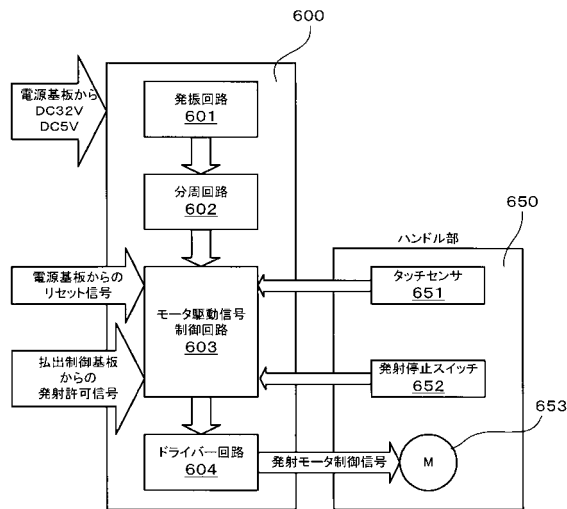 600
電源基板から
DC32V
DC5V
発振回路
601
分周回路
602
650
ハンドル部
電源基板からの
リセット信号
モータ駆動信号
制御回路
603
タッチセンサ
651
払出制御基板
からの
発射許可信号
発射停止スイッチ
652
ドライバー回路
604
発射モータ制御信号
M
653